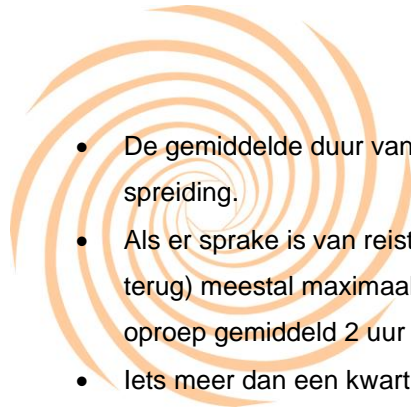 • De gemiddelde duur van
spreiding.
• Als er sprake is van reist
terug) meestal maximaal
oproep gemiddeld 2 uur
• Iets meer dan een kwart